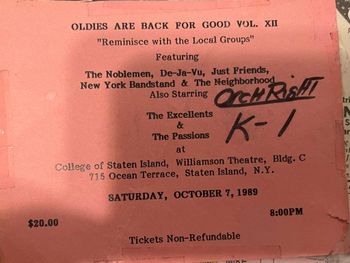 OLDIES ARE BACK FOR GOOD VOL. XII
"Reminisce with the Local Groups"
Featuring
The Noblemen, De-Ja-Vu, Just Friends,
New York Bandstand & The Neighborhood
Also Starring
ORCH RIGHT
The Excellents
K-1
&
The Passions
at
College of Staten Island, Williamson Theatre, Bldg. C
715 Ocean Terrace, Staten Island, N.Y.
SATURDAY, OCTOBER 7, 1989
$20.00
8:00PM
Tickets Non-Refundable